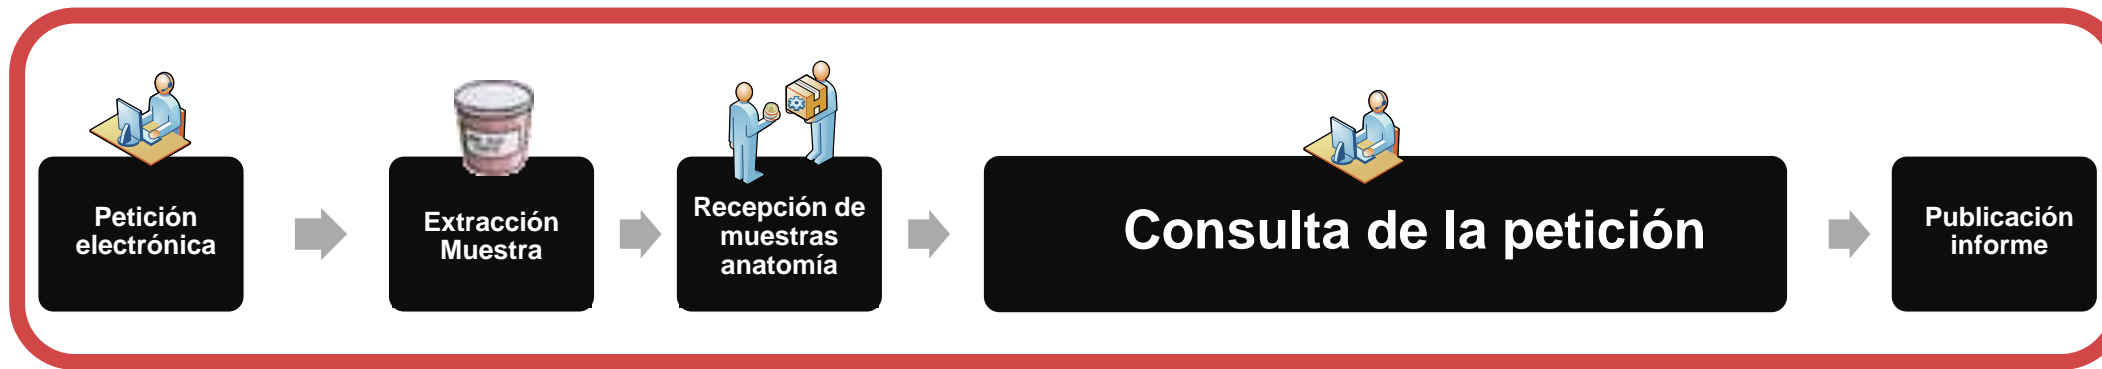 Petición
electrónica
Extracción
Muestra
Recepción de
muestras
anatomía
Consulta de la petición
Publicación
informe